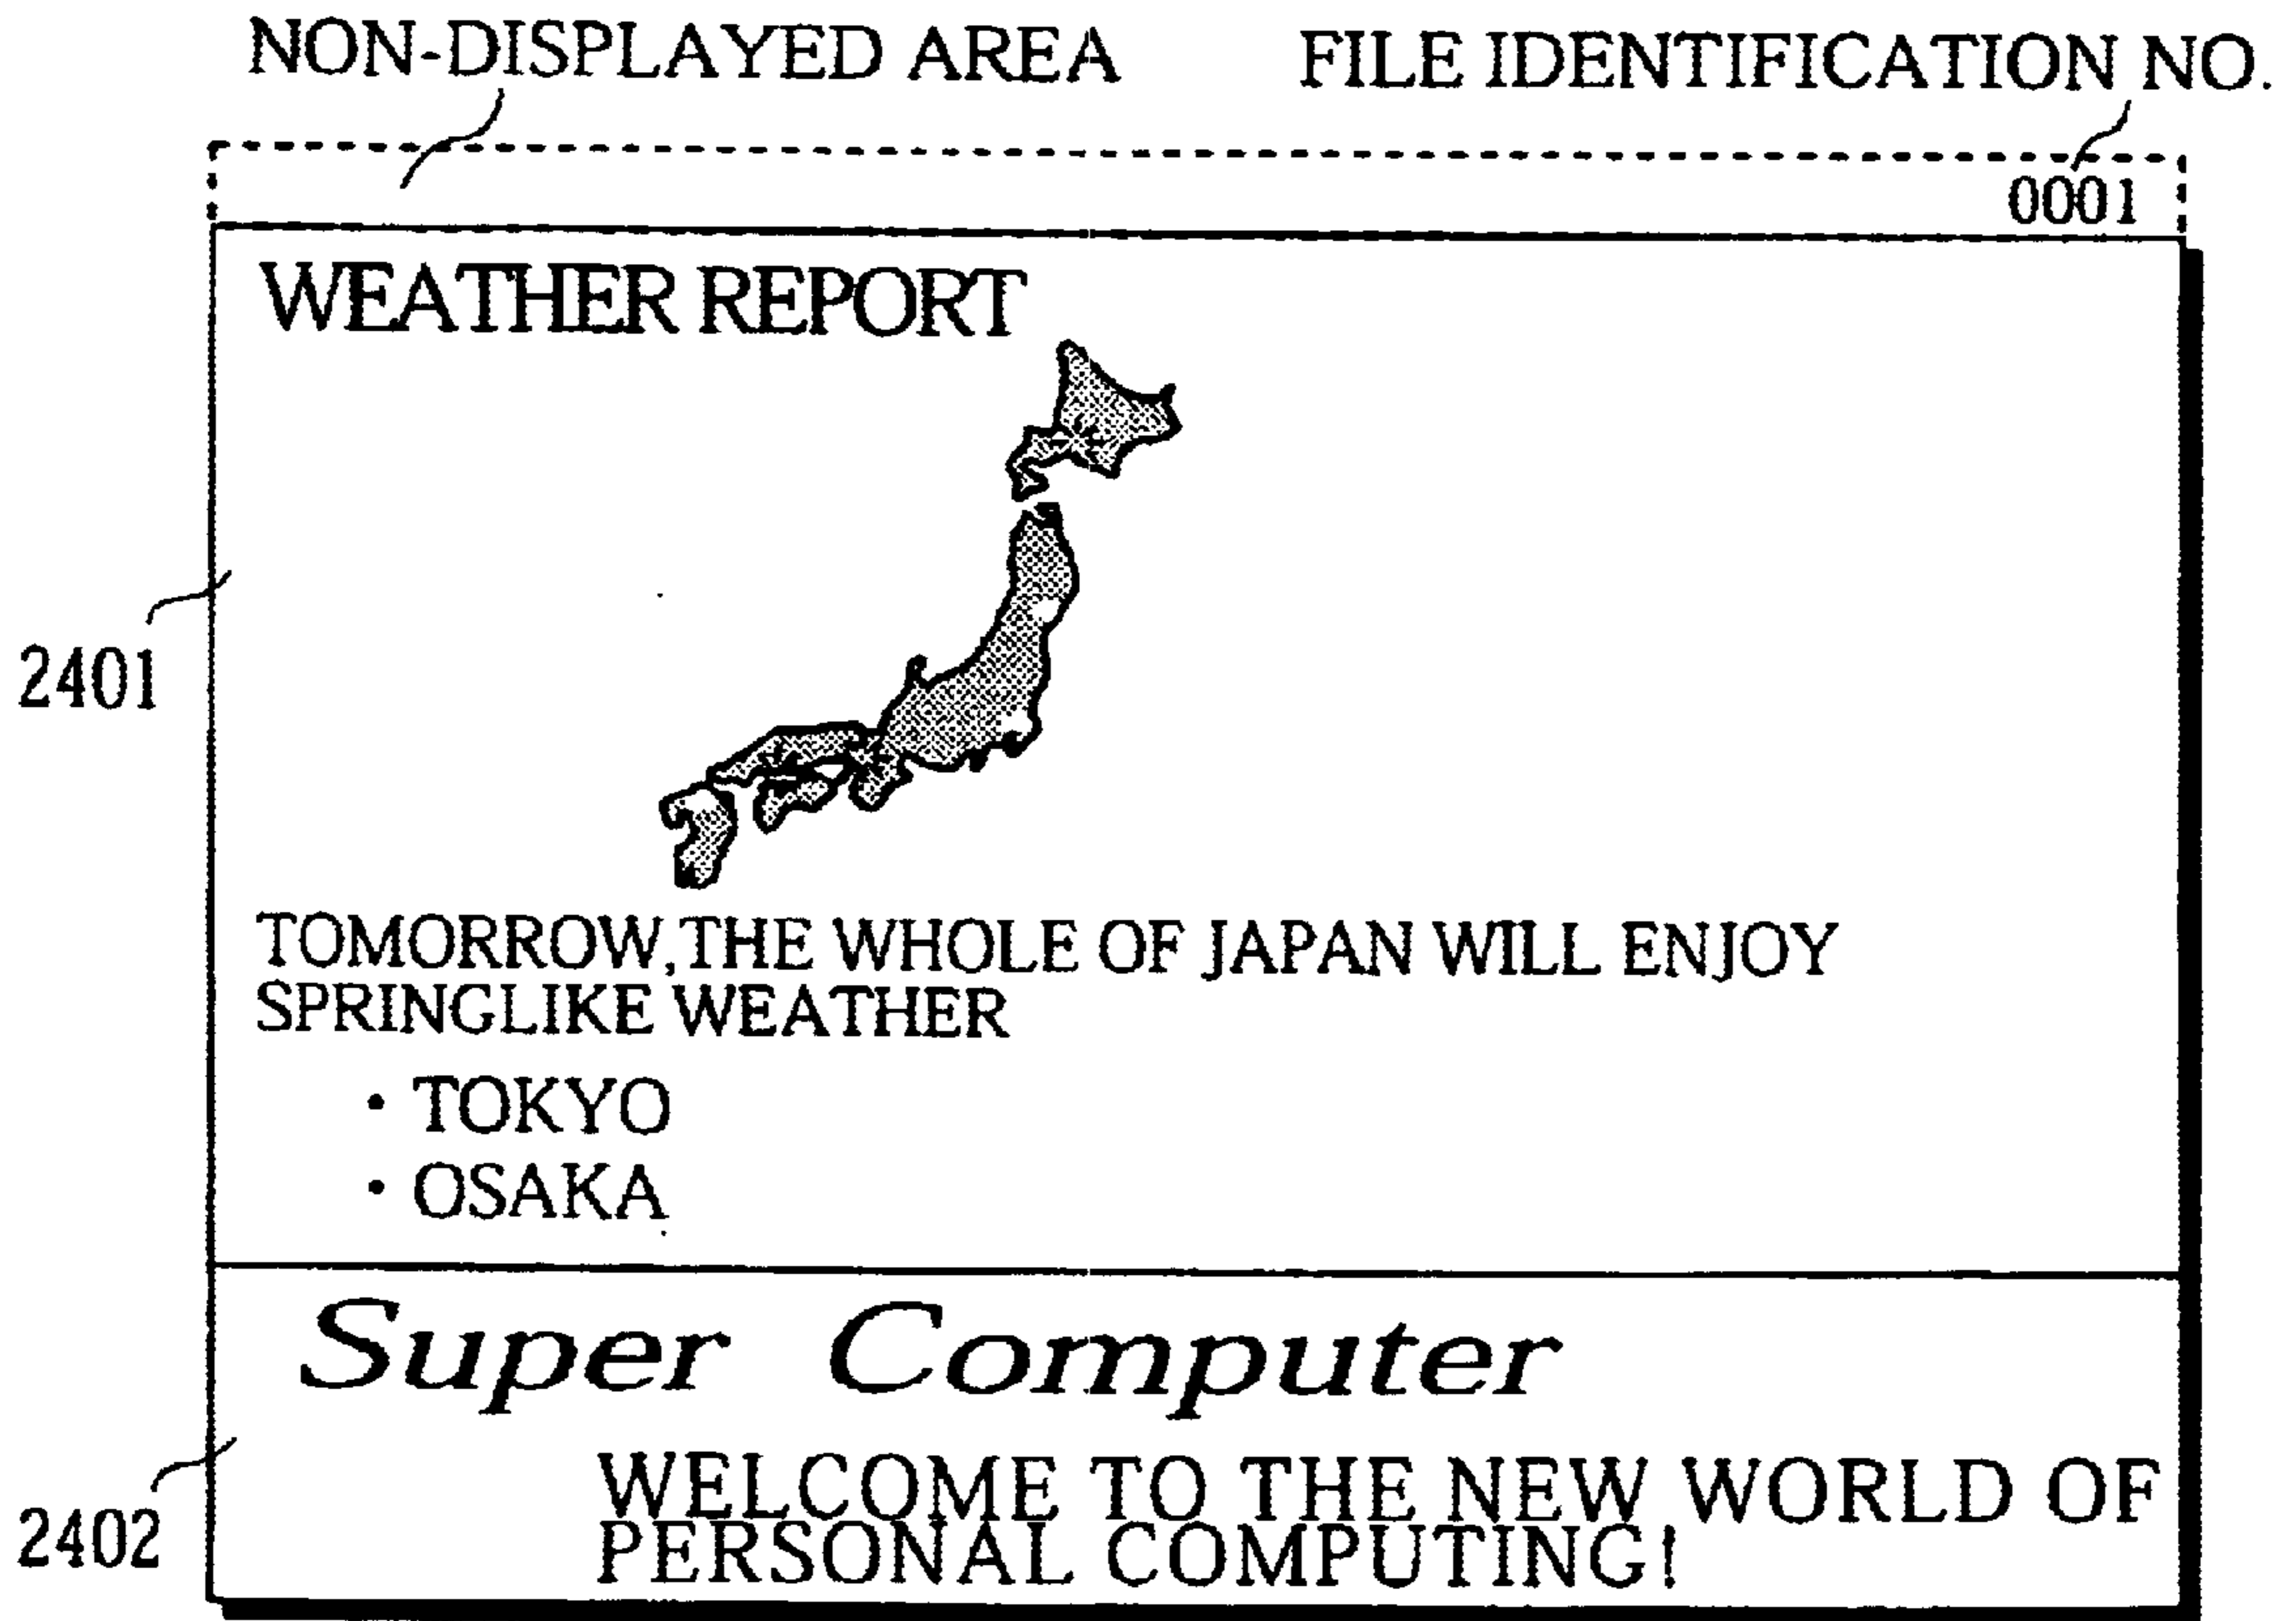 NON-DISPLAYED AREA
FILE IDENTIFICATION NO.
0001
WEATHER REPORT
2401
TOMORROW, THE WHOLE OF JAPAN WILL ENJOY
SPRINGLIKE WEATHER
· TOKYO
· OSAKA
Super Computer
WELCOME TO THE NEW WORLD OF
PERSONAL COMPUTING!
2402